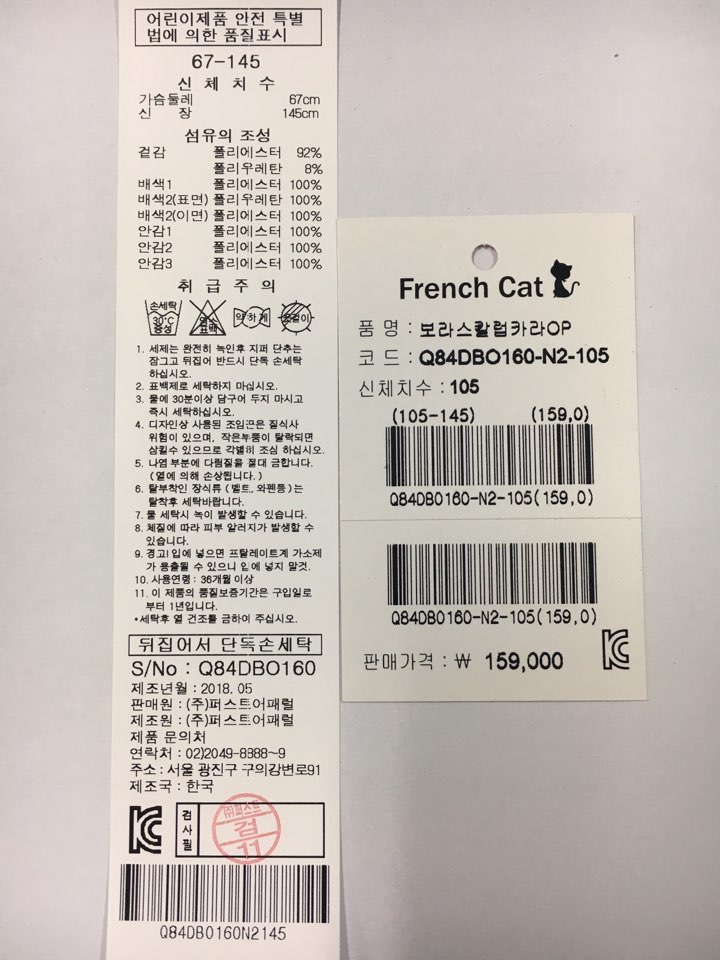 어린이제품 안전 특별
법에 의한 품질표시
67-145
신 체 치 수
가슴둘레 67cm
신 장 145cm
섬유의 조성
겉감 폴리에스터 92%
폴리우레탄 8%
배색1 폴리에스터 100%
배색2(표면) 폴리우레탄 100%
배색2(이면) 폴리에스터 100%
안감1 폴리에스터 100%
안감2 폴리에스터 100%
안감3 폴리에스터 100%
취 급 주 의
손세탁
30℃
중성
염소
표백
약하게
옷걸이
1. 세제는 완전히 녹인후 지퍼 단추는
잠그고 뒤집어 반드시 단독 손세탁
하십시오.
2. 표백제로 세탁하지 마십시오.
3. 물에 30분이상 담구어 두지 마시고
즉시 세탁하십시오.
4. 디자인상 사용된 조임끈은 질식사
위험이 있으며, 작은부품이 탈락되면
삼킬수 있으므로 각별히 조심 하십시오.
5. 나염 부분에 다림질을 절대 금합니다.
(열에 의해 손상됩니다.)
6. 탈부착인 장식류 (벨트, 와펜등)는
탈착후 세탁바랍니다.
7. 물 세탁시 녹이 발생할 수 있습니다.
8. 체질에 따라 피부 알러지가 발생할 수
있습니다.
9. 경고! 입에 넣으면 프탈레이트계 가소제
가 용출될 수 있으니 입에 넣지 말것.
10. 사용연령 : 36개월 이상
11. 이 제품의 품질보증기간은 구입일로
부터 1년입니다.
*세탁후 열 건조를 금하여 주십시오.
뒤집어서 단독손세탁
S/No : Q84DBO160
제조년월 : 2018. 05
판매원 : (주)퍼스트어패럴
제조원 : (주)퍼스트어패럴
제품 문의처
연락처 : 02)2049-8888~9
주소 : 서울 광진구 구의강변로91
제조국 : 한국
KC
검사필
㈜퍼스트
검
11
Q84DBO160N2145
French Cat
품 명 : 보라스칼럽카라OP
코 드 : Q84DBO160-N2-105
신체치수 : 105
(105-145) (159,0)
Q84DBO160-N2-105(159,0)
Q84DBO160-N2-105(159,0)
KC
판매가격 : ₩ 159,000